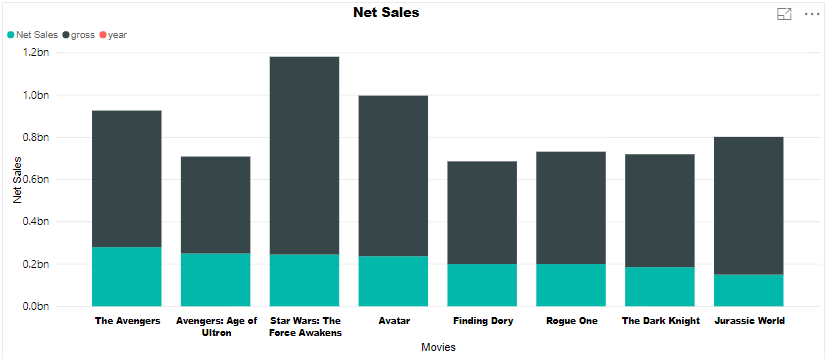 Net Sales
Net Sales gross year
1.2bn
1.0bn
0.8bn
0.6bn
0.4bn
0.2bn
0.0bn
Net Sales
The Avengers
Avengers: Age of
Ultron
Star Wars: The
Force Awakens
Avatar
Finding Dory
Rogue One
The Dark Knight
Jurassic World
Movies